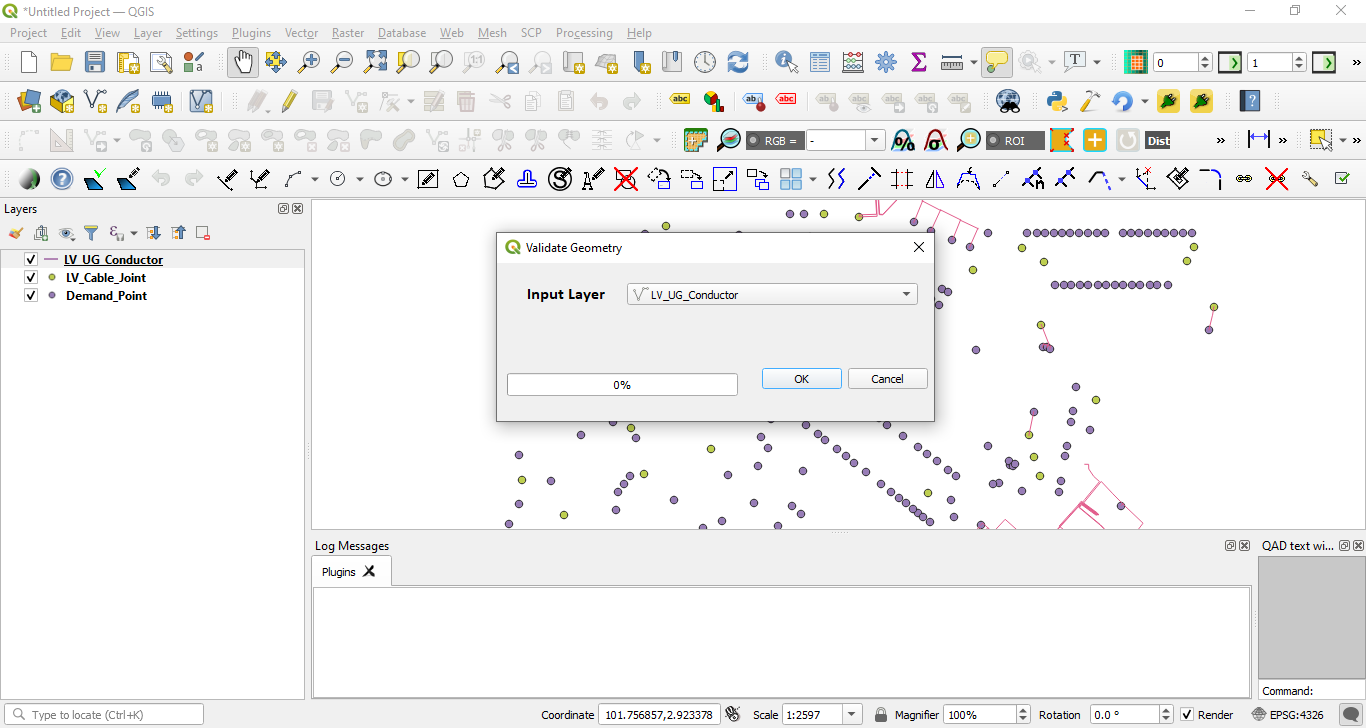 *Untitled Project — QGIS
Project Edit View Layer Settings Plugins Vector Raster Database Web Mesh SCP Processing Help
0 1 »
abc abc abc
RGB = - ROI Dist » » »
Layers
LV_UG_Conductor
LV_Cable_Joint
Demand_Point
Validate Geometry
Input Layer LV_UG_Conductor
0% OK Cancel
Log Messages
QAD text wi...
Plugins
Command:
Type to locate (Ctrl+K) Coordinate 101.756857,2.923378 Scale 1:2597 Magnifier 100% Rotation 0.0 ° Render EPSG:4326